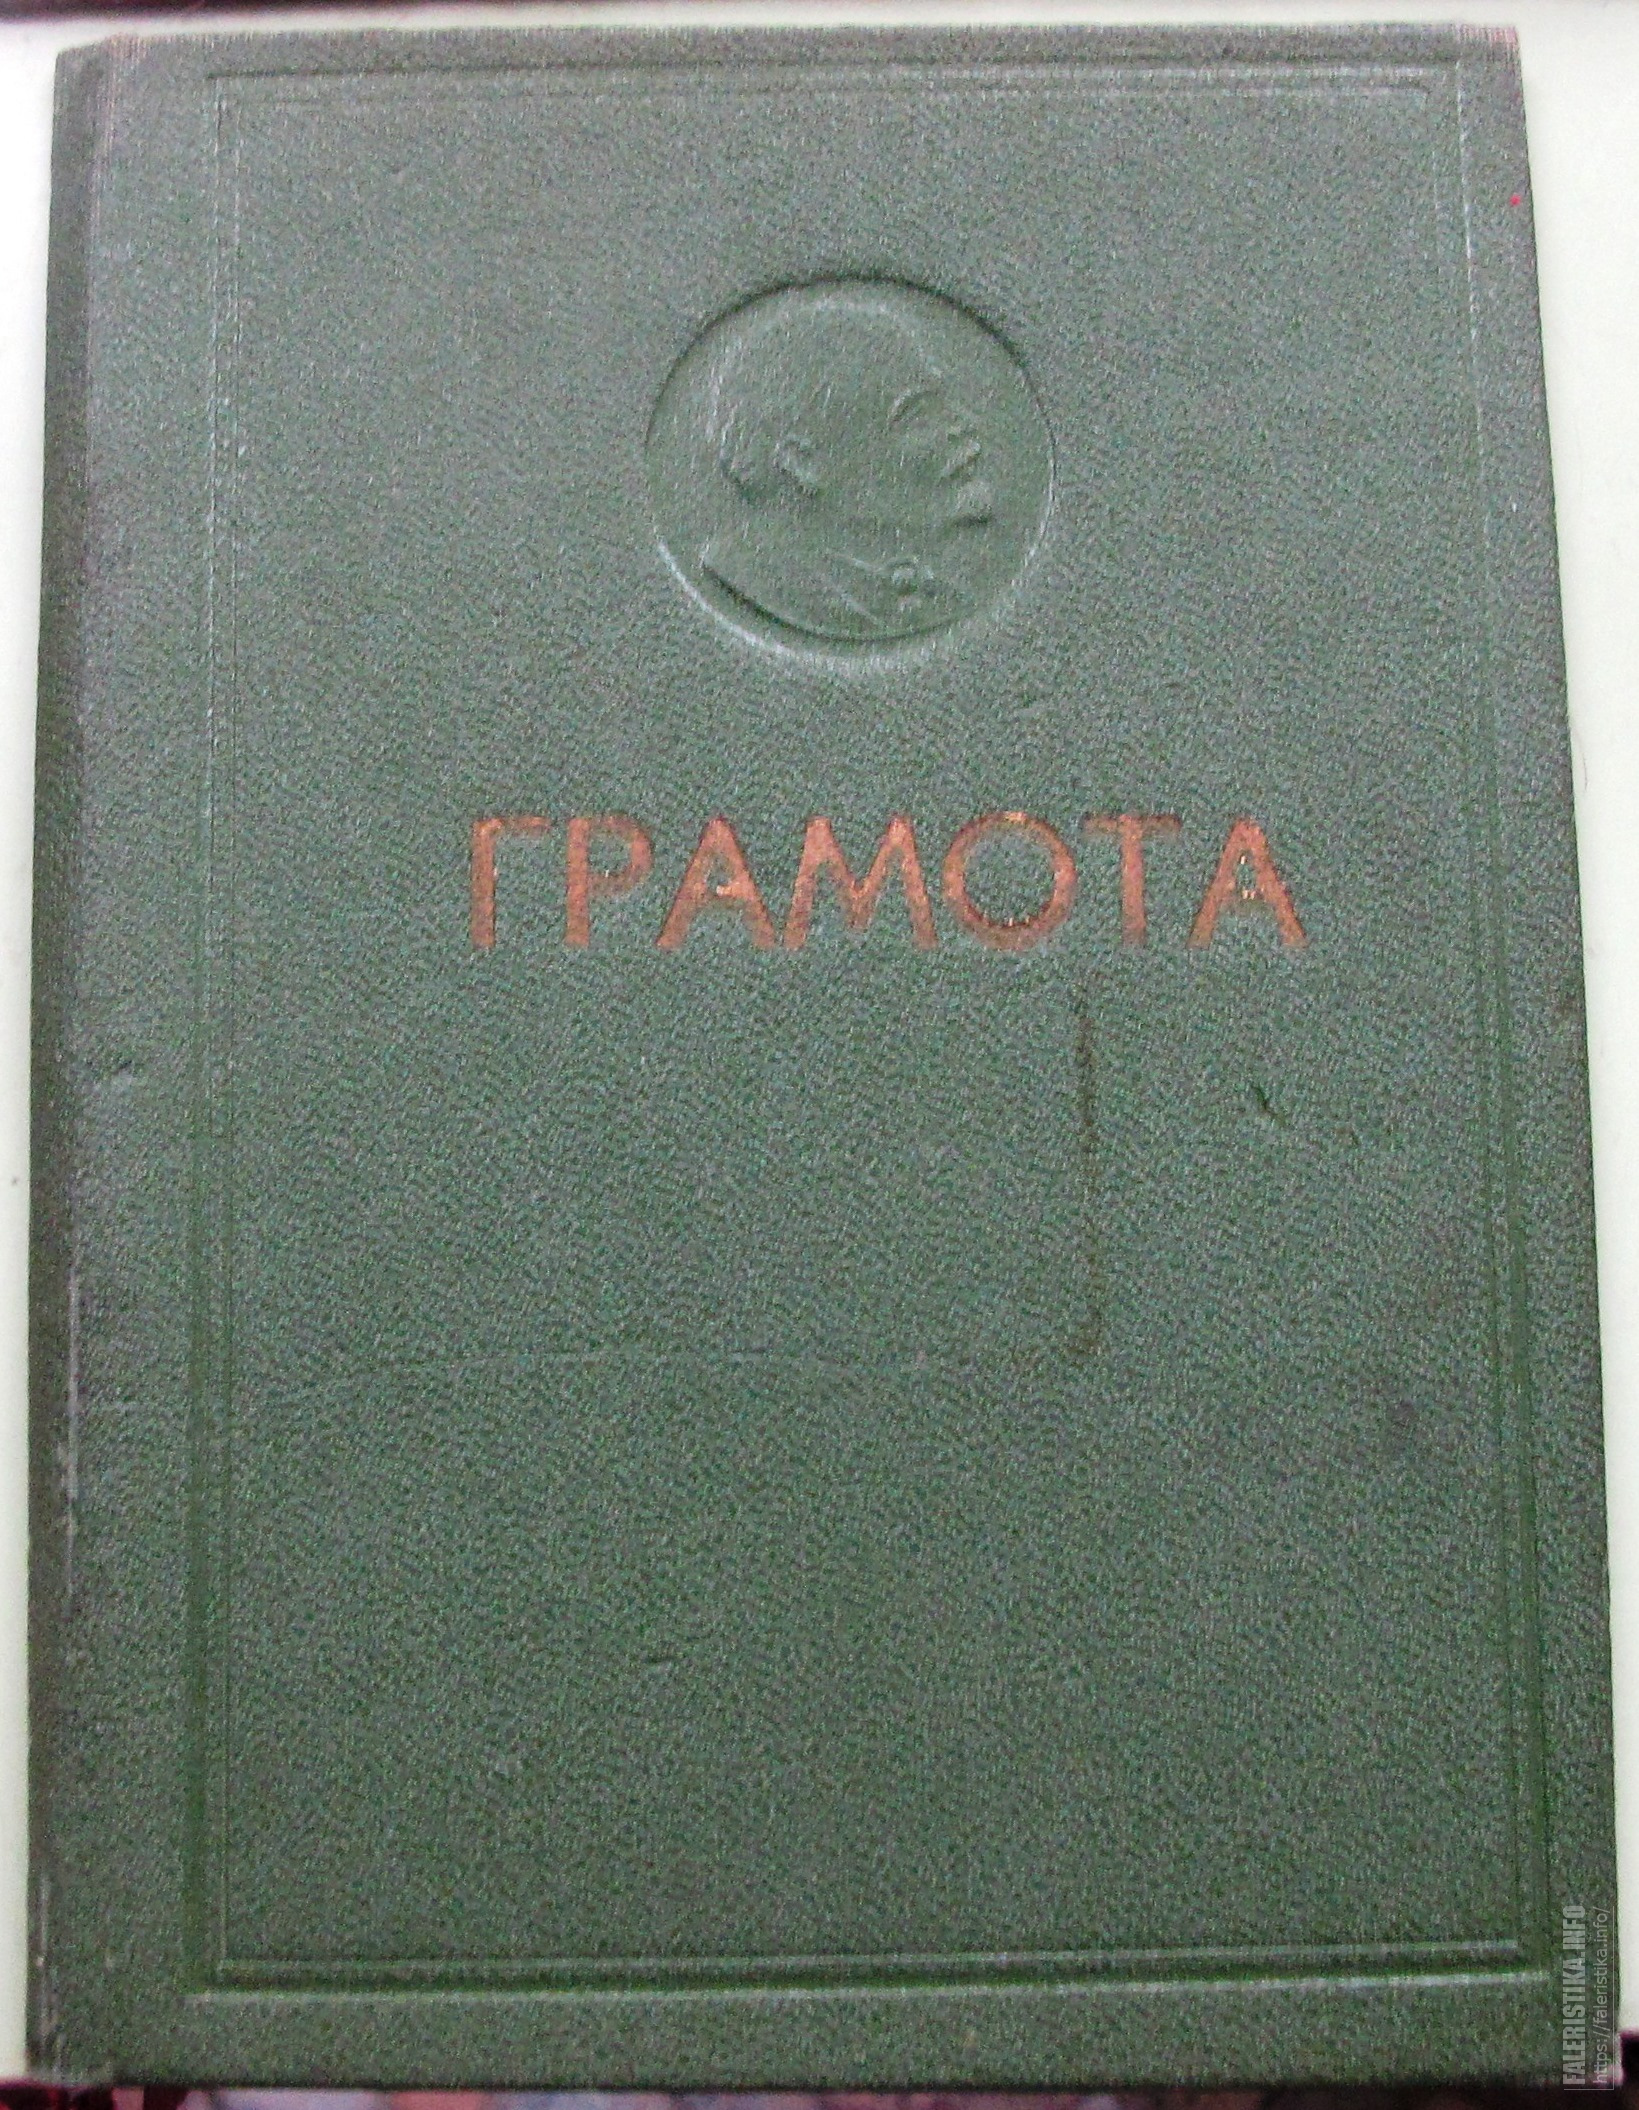 ГРАМОТА
FALERISTIKA.INFO
https://faleristika.info/